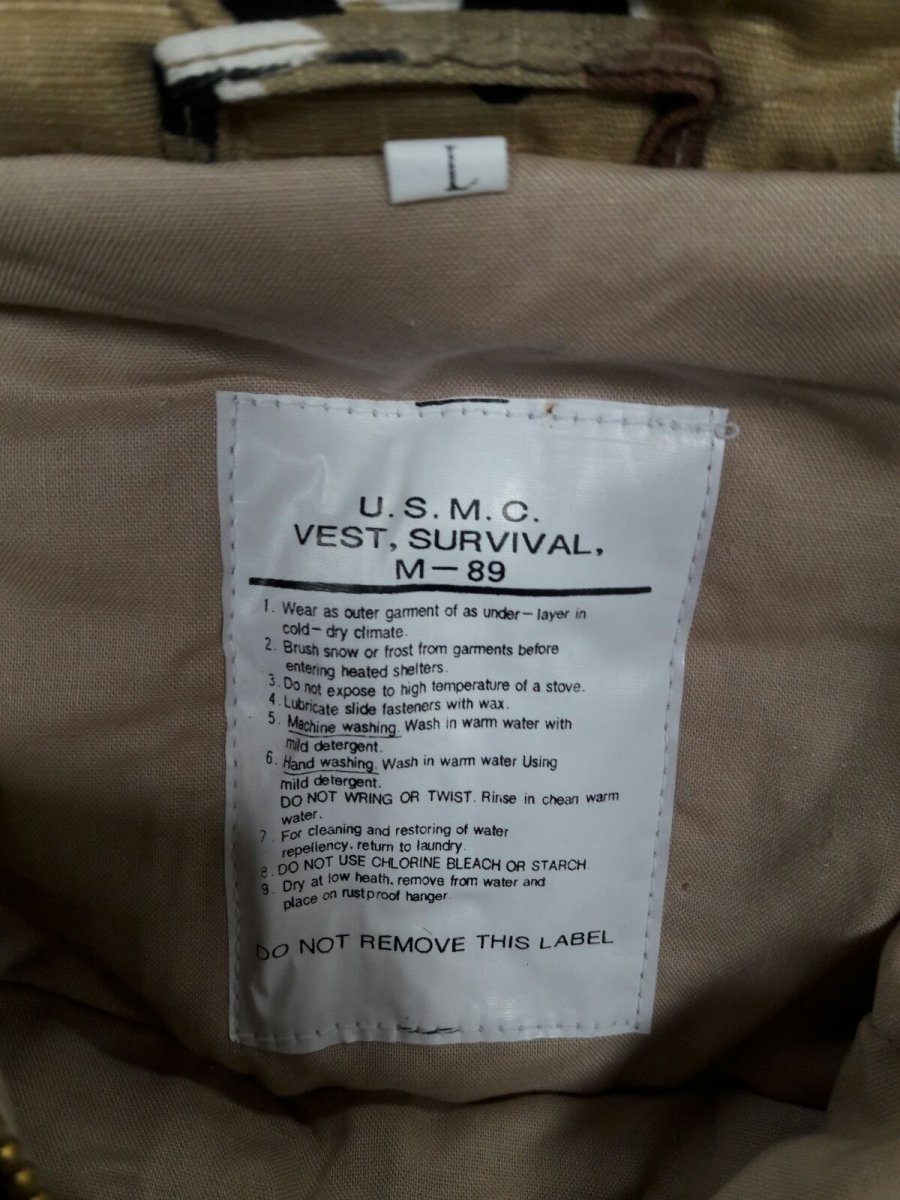 L
U.S.M.C.
VEST, SURVIVAL,
M-89
1. Wear as outer garment of as under-layer in
cold-dry climate.
2. Brush snow or frost from garments before
entering heated shelters.
3. Do not expose to high temperature of a stove.
4. Lubricate slide fasteners with wax.
5. Machine washing. Wash in warm water with
mild detergent.
6. Hand washing. Wash in warm water Using
mild detergent.
DO NOT WRING OR TWIST. Rinse in chean warm
water.
7. For cleaning and restoring of water
repellency. return to laundry.
8. DO NOT USE CHLORINE BLEACH OR STARCH.
9. Dry at low heath. remove from water and
place on rustproof hanger.
DO NOT REMOVE THIS LABEL